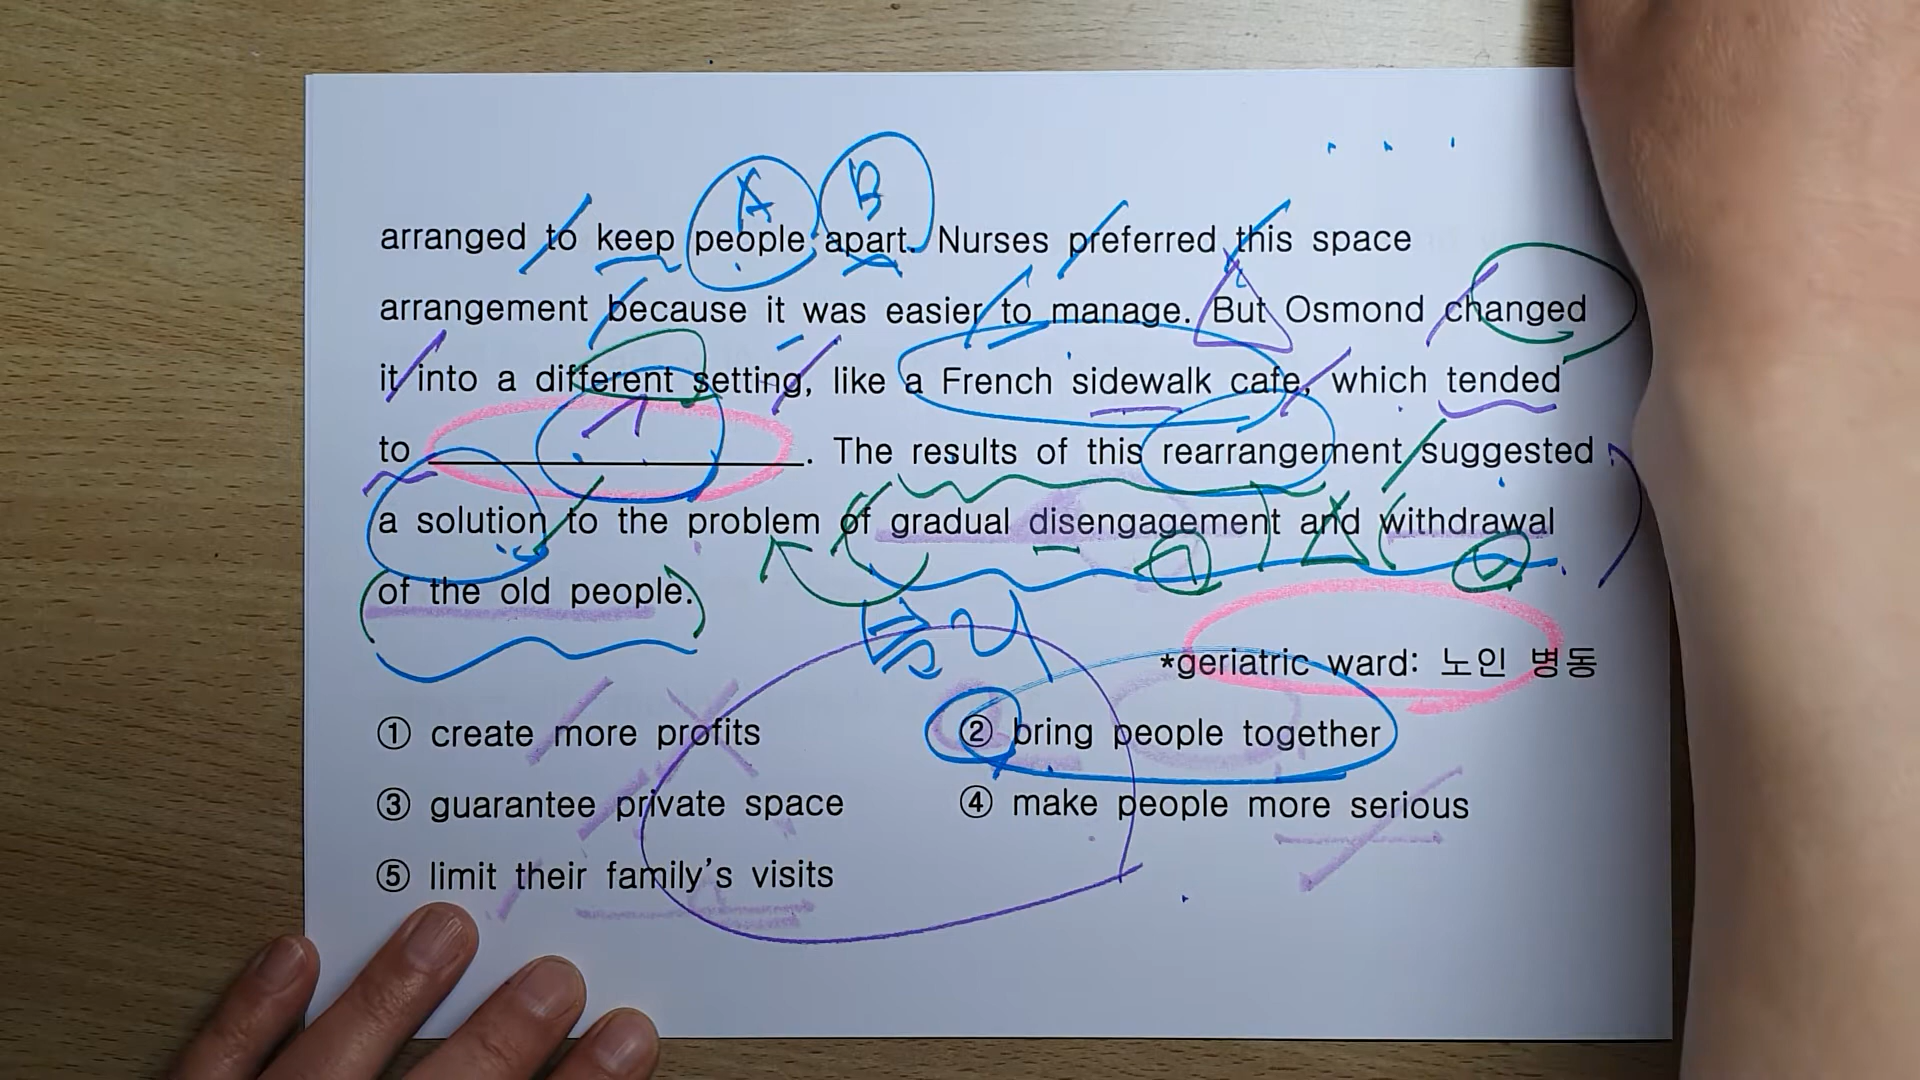 A B
arranged to keep people apart. Nurses preferred this space
arrangement because it was easier to manage. But Osmond changed
it into a different setting, like a French sidewalk cafe, which tended
to ____________________. The results of this rearrangement suggested
a solution to the problem of gradual disengagement and withdrawal
of the old people.
*geriatric ward: 노인 병동
① create more profits
② bring people together
③ guarantee private space
④ make people more serious
⑤ limit their family's visits